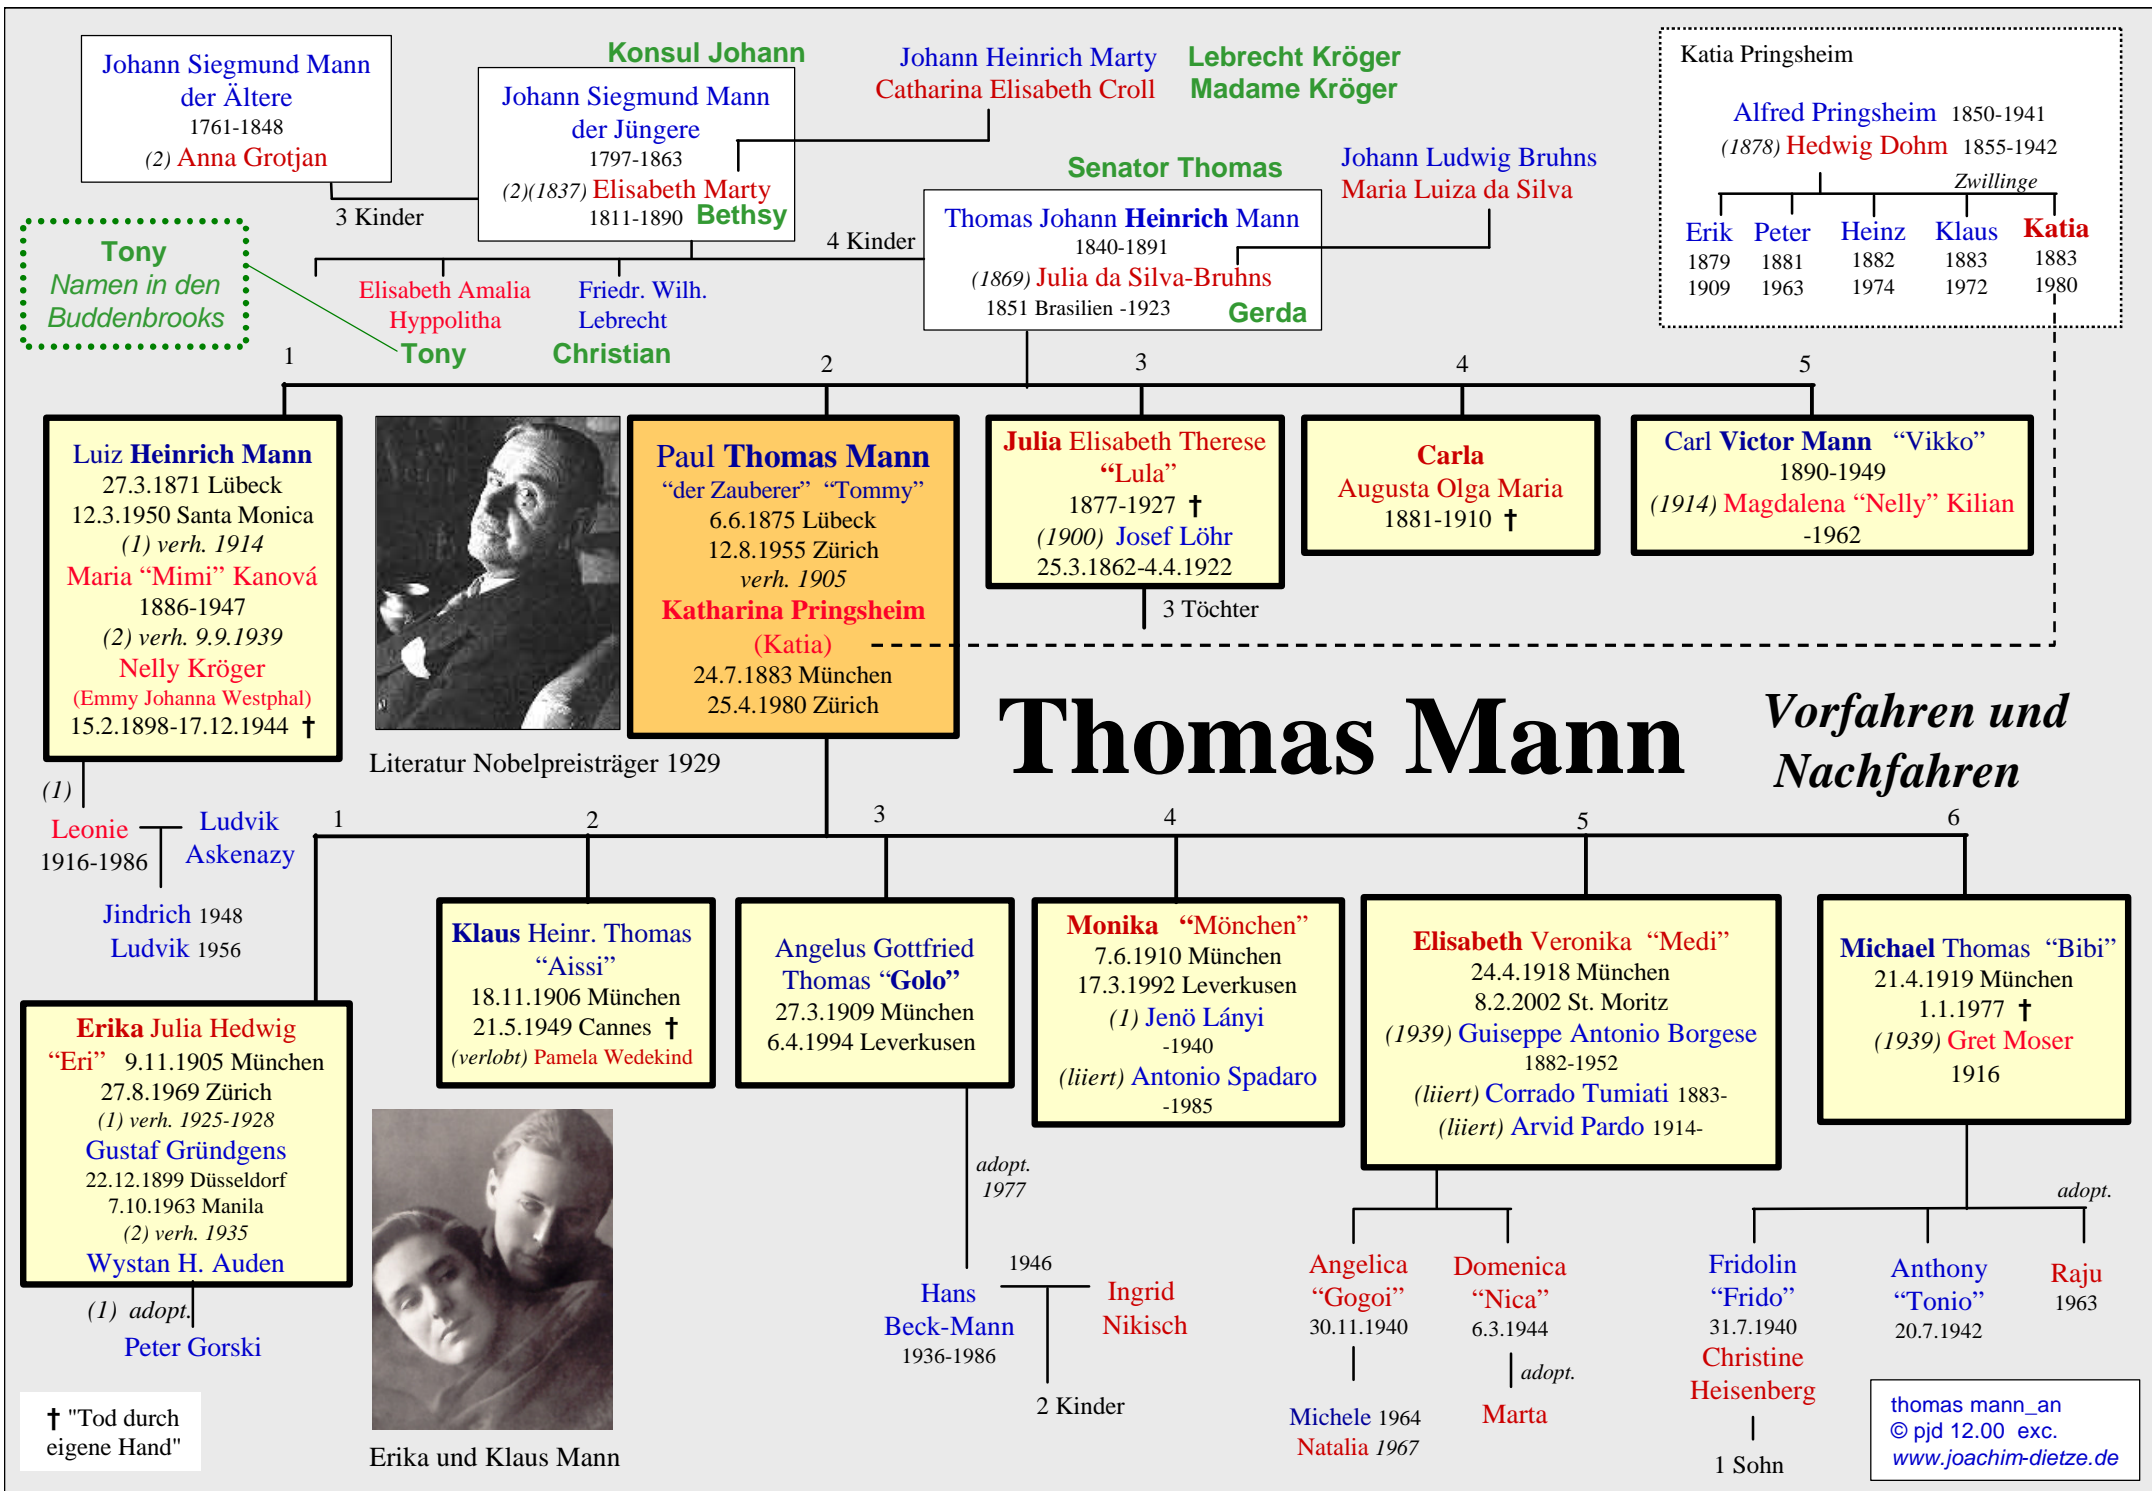 Johann Siegmund Mann
der Ältere
1761-1848
(2) Anna Grotjan
3 Kinder
Konsul Johann
Johann Siegmund Mann
der Jüngere
1797-1863
(2)(1837) Elisabeth Marty
1811-1890 Bethsy
4 Kinder
Johann Heinrich Marty
Catharina Elisabeth Croll
Lebrecht Kröger
Madame Kröger
Senator Thomas
Thomas Johann Heinrich Mann
1840-1891
(1869) Julia da Silva-Bruhns
1851 Brasilien -1923
Gerda
Johann Ludwig Bruhns
Maria Luiza da Silva
Katia Pringsheim
Alfred Pringsheim 1850-1941
(1878) Hedwig Dohm 1855-1942
Zwillinge
Erik
1879
1909
Peter
1881
1963
Heinz
1882
1974
Klaus
1883
1972
Katia
1883
1980
Tony
Namen in den
Buddenbrooks
Elisabeth Amalia
Hyppolitha
Tony
Friedr. Wilh.
Lebrecht
Christian
1
2
3
4
5
Luiz Heinrich Mann
27.3.1871 Lübeck
12.3.1950 Santa Monica
(1) verh. 1914
Maria “Mimi” Kanová
1886-1947
(2) verh. 9.9.1939
Nelly Kröger
(Emmy Johanna Westphal)
15.2.1898-17.12.1944 ✝
Literatur Nobelpreisträger 1929
Paul Thomas Mann
“der Zauberer” “Tommy”
6.6.1875 Lübeck
12.8.1955 Zürich
verh. 1905
Katharina Pringsheim
(Katia)
24.7.1883 München
25.4.1980 Zürich
Julia Elisabeth Therese
“Lula”
1877-1927 ✝
(1900) Josef Löhr
25.3.1862-4.4.1922
3 Töchter
Carla
Augusta Olga Maria
1881-1910 ✝
Carl Victor Mann “Vikko”
1890-1949
(1914) Magdalena “Nelly” Kilian
-1962
Thomas Mann
Vorfahren und
Nachfahren
(1)
Leonie
1916-1986
Ludvik
Askenazy
Jindrich 1948
Ludvik 1956
1
2
3
4
5
6
Erika Julia Hedwig
“Eri” 9.11.1905 München
27.8.1969 Zürich
(1) verh. 1925-1928
Gustaf Gründgens
22.12.1899 Düsseldorf
7.10.1963 Manila
(2) verh. 1935
Wystan H. Auden
(1) adopt.
Peter Gorski
Klaus Heinr. Thomas
“Aissi”
18.11.1906 München
21.5.1949 Cannes ✝
(verlobt) Pamela Wedekind
Angelus Gottfried
Thomas “Golo”
27.3.1909 München
6.4.1994 Leverkusen
adopt.
1977
1946
Hans
Beck-Mann
1936-1986
Ingrid
Nikisch
2 Kinder
Monika “Mönchen”
7.6.1910 München
17.3.1992 Leverkusen
(1) Jenö Lányi
-1940
(liiert) Antonio Spadaro
-1985
Elisabeth Veronika “Medi”
24.4.1918 München
8.2.2002 St. Moritz
(1939) Guiseppe Antonio Borgese
1882-1952
(liiert) Corrado Tumiati 1883-
(liiert) Arvid Pardo 1914-
Angelica
“Gogoi”
30.11.1940
Michele 1964
Natalia 1967
Domenica
“Nica”
6.3.1944
adopt.
Marta
Michael Thomas “Bibi”
21.4.1919 München
1.1.1977 ✝
(1939) Gret Moser
1916
adopt.
Fridolin
“Frido”
31.7.1940
Christine
Heisenberg
1 Sohn
Anthony
“Tonio”
20.7.1942
Raju
1963
✝ "Tod durch
eigene Hand"
Erika und Klaus Mann
thomas mann_an
© pjd 12.00 exc.
www.joachim-dietze.de